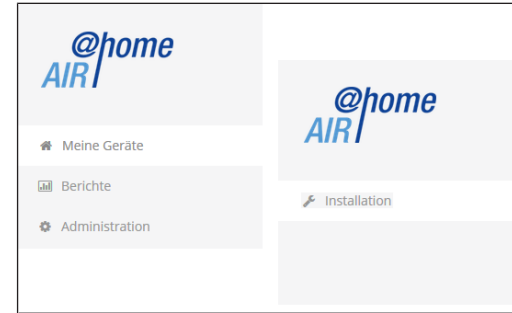 @home
AIR
Meine Geräte
Berichte
Administration
@home
AIR
Installation